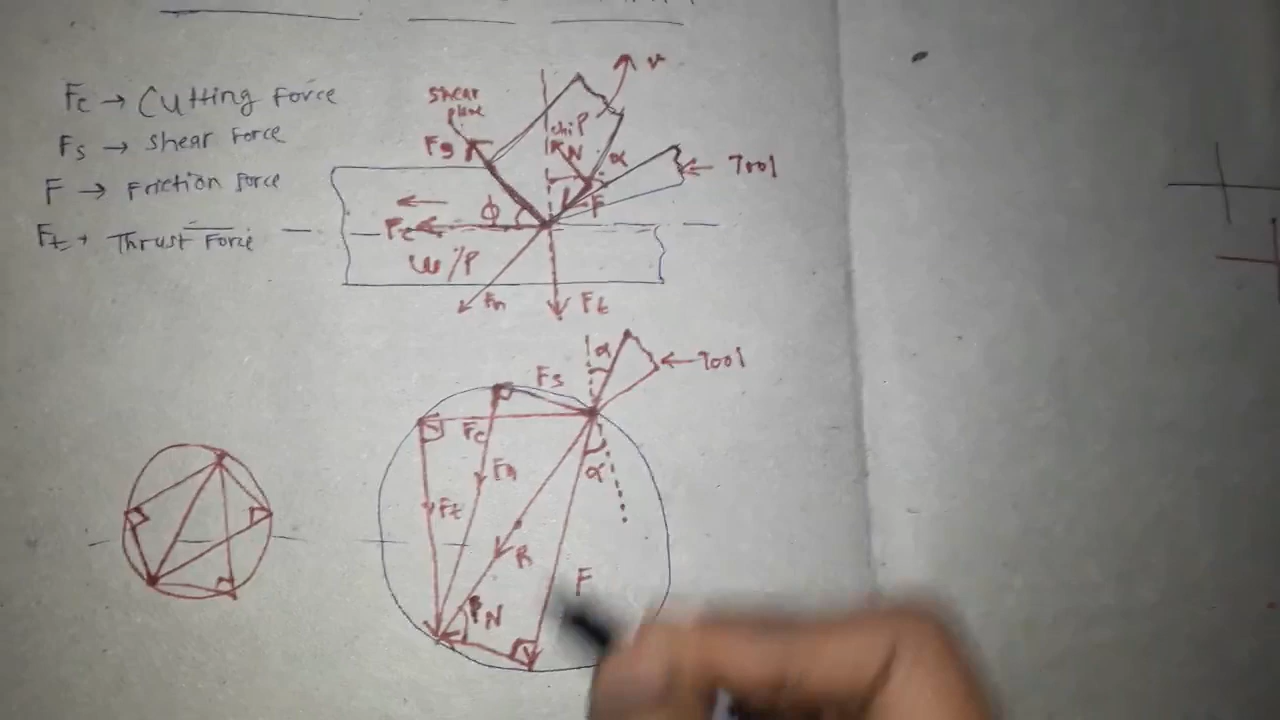 Fc → Cutting Force
Fs → Shear Force
F → Friction Force
Ft → Thrust Force
Shear
plane
Fs
v
chip
N
α
Tool
F
ϕ
Fc
W/P
Fn
Ft
α
Tool
Fs
Fc
Fn
α
Ft
R
F
N